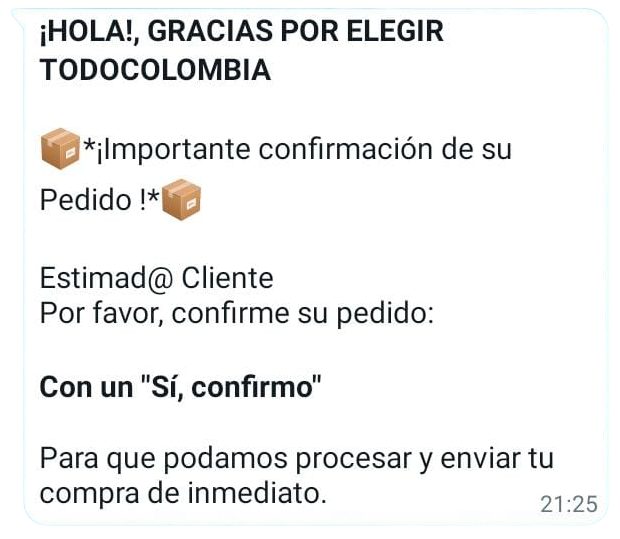 ¡HOLA!, GRACIAS POR ELEGIR
TODOCOLOMBIA
*¡Importante confirmación de su
Pedido !*
Estimad@ Cliente
Por favor, confirme su pedido:
Con un "Sí, confirmo"
Para que podamos procesar y enviar tu
compra de inmediato.
21:25